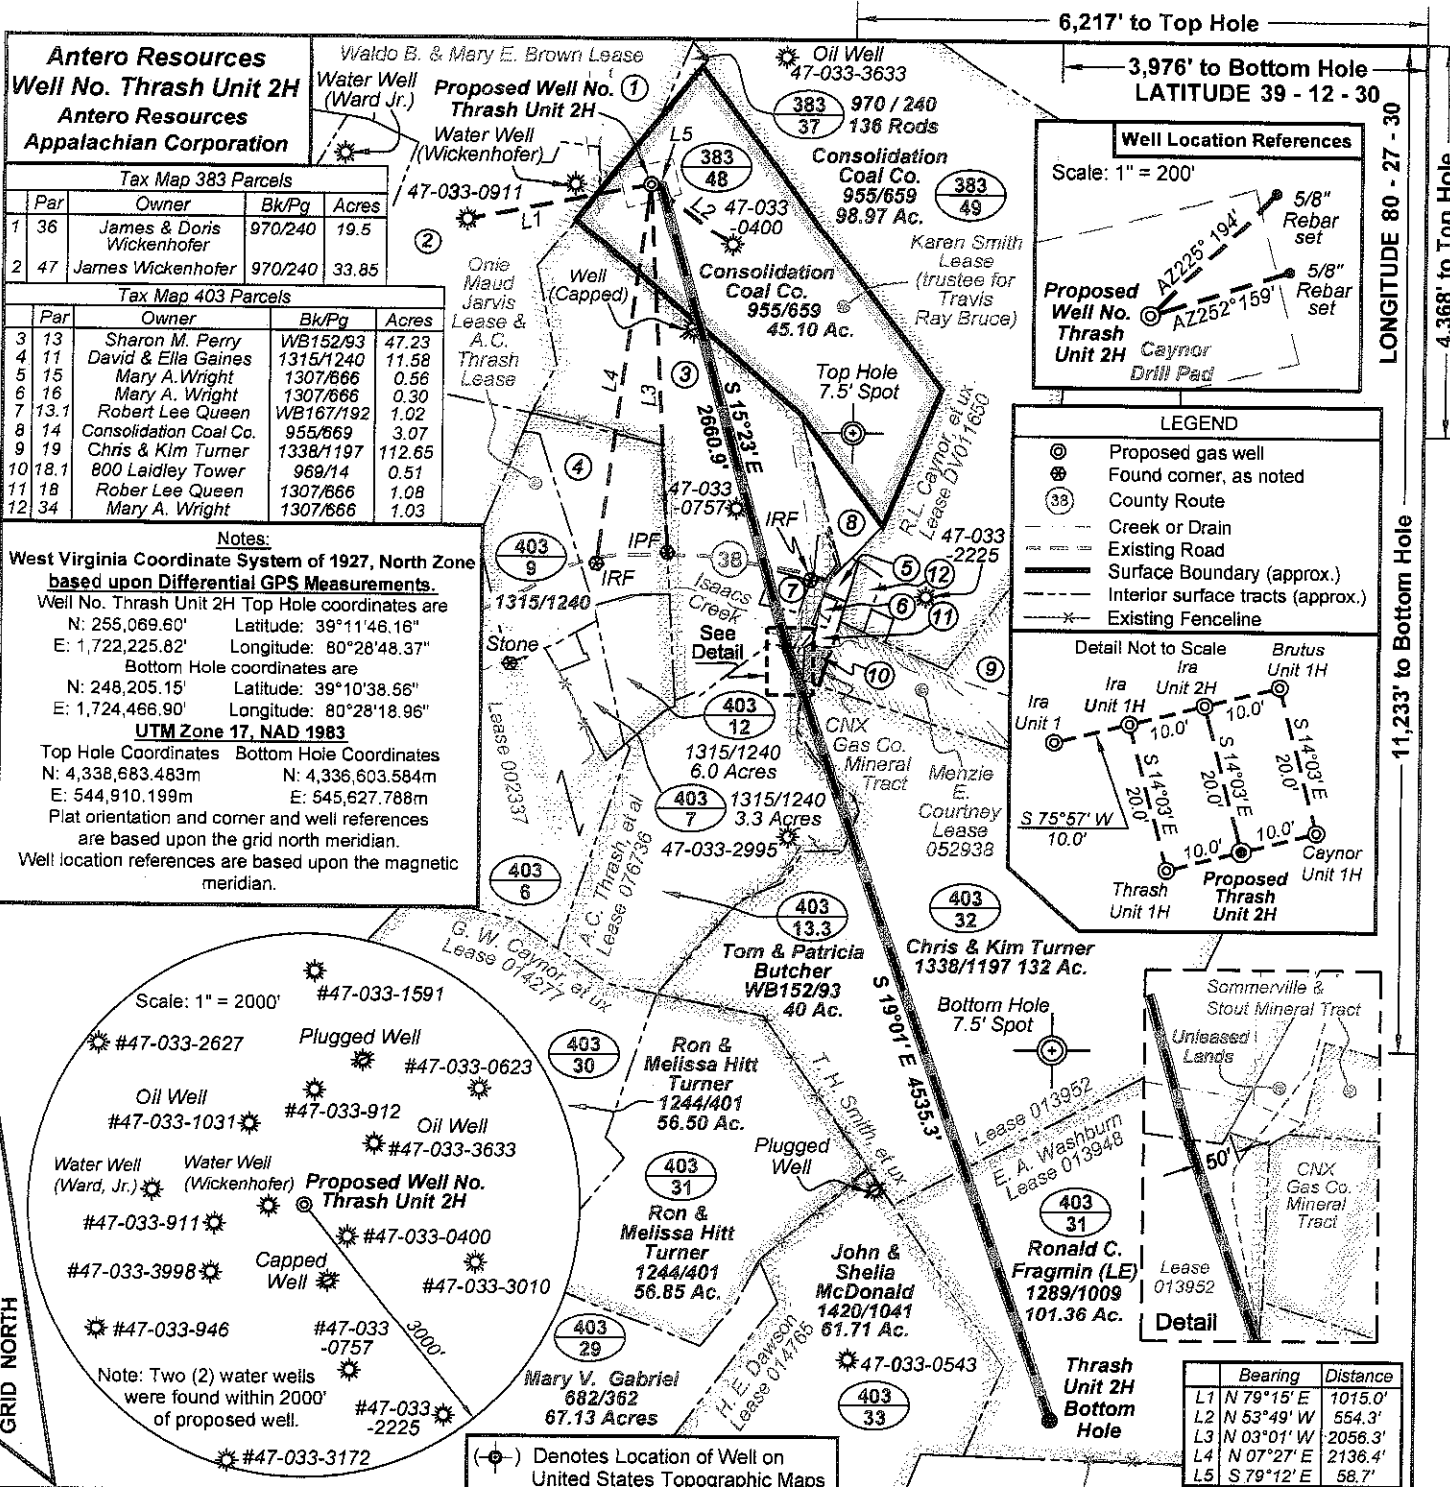 6,217' to Top Hole
3,976' to Bottom Hole
LATITUDE 39 - 12 - 30
LONGITUDE 80 - 27 - 30
4,368' to Top Hole
11,233' to Bottom Hole
Antero Resources
Well No. Thrash Unit 2H
Antero Resources
Appalachian Corporation
Tax Map 383 Parcels
Par Owner Bk/Pg Acres
1 36 James & Doris Wickenhofer 970/240 19.5
2 47 James Wickenhofer 970/240 33.85
Tax Map 403 Parcels
Par Owner Bk/Pg Acres
3 13 Sharon M. Perry WB152/93 47.23
4 11 David & Ella Gaines 1315/1240 11.58
5 15 Mary A.Wright 1307/666 0.56
6 16 Mary A. Wright 1307/666 0.30
7 13.1 Robert Lee Queen WB167/192 1.02
8 14 Consolidation Coal Co. 955/669 3.07
9 19 Chris & Kim Turner 1338/1197 112.65
10 18.1 800 Laidley Tower 969/14 0.51
11 18 Rober Lee Queen 1307/666 1.08
12 34 Mary A. Wright 1307/666 1.03
Notes:
West Virginia Coordinate System of 1927, North Zone
based upon Differential GPS Measurements.
Well No. Thrash Unit 2H Top Hole coordinates are
N: 255,069.60' Latitude: 39°11'46.16"
E: 1,722,225.82' Longitude: 80°28'48.37"
Bottom Hole coordinates are
N: 248,205.15' Latitude: 39°10'38.56"
E: 1,724,466.90' Longitude: 80°28'18.96"
UTM Zone 17, NAD 1983
Top Hole Coordinates Bottom Hole Coordinates
N: 4,338,683.483m N: 4,336,603.584m
E: 544,910.199m E: 545,627.788m
Plat orientation and corner and well references
are based upon the grid north meridian.
Well location references are based upon the magnetic
meridian.
Waldo B. & Mary E. Brown Lease
Water Well
(Ward Jr.)
Proposed Well No.
Thrash Unit 2H
1
Water Well
(Wickenhofer)
47-033-0911
L1
2
L5
383
48
L2
47-033
-0400
Oil Well
47-033-3633
383
37
970 / 240
136 Rods
Consolidation
Coal Co.
955/659
98.97 Ac.
383
49
Karen Smith
Lease
(trustee for
Travis
Ray Bruce)
Consolidation
Coal Co.
955/659
45.10 Ac.
Onie
Maud
Jarvis
Lease &
A.C.
Thrash
Lease
Well
(Capped)
L4
L3
3
S 15°23' E
2660.9'
Top Hole
7.5' Spot
4
47-033
-0757
R.L. Caynor, et ux
Lease DV011650
IRF
8
403
9
IRF
IPF
38
1315/1240
Isaacs
Creek
7
5
12
47-033
-2225
6
11
Stone
See
Detail
10
9
403
12
1315/1240
6.0 Acres
CNX
Gas Co.
Mineral
Tract
Menzie
E.
Courtney
Lease
052938
Lease 002337
403
7
1315/1240
3.3 Acres
47-033-2995
A.C. Thrash, et al
Lease 076736
403
6
403
13.3
403
32
G. W. Caynor, et ux
Lease 014277
Tom & Patricia
Butcher
WB152/93
40 Ac.
Chris & Kim Turner
1338/1197 132 Ac.
S 19°01' E 4535.3'
Bottom Hole
7.5' Spot
403
30
Ron &
Melissa Hitt
Turner
1244/401
56.50 Ac.
T. H. Smith, et ux
Lease 013952
E. A. Washburn
Lease 013948
Plugged
Well
403
31
Ron &
Melissa Hitt
Turner
1244/401
56.85 Ac.
403
31
Ronald C.
Fragmin (LE)
1289/1009
101.36 Ac.
John &
Shelia
McDonald
1420/1041
61.71 Ac.
403
29
Mary V. Gabriel
682/362
67.13 Acres
H. E. Dawson
Lease 014765
47-033-0543
403
33
Thrash
Unit 2H
Bottom
Hole
Well Location References
Scale: 1" = 200'
5/8"
Rebar
set
AZ225° 194'
5/8"
Rebar
set
AZ252°159'
Proposed
Well No.
Thrash
Unit 2H
Caynor
Drill Pad
LEGEND
Proposed gas well
Found corner, as noted
38 County Route
Creek or Drain
Existing Road
Surface Boundary (approx.)
Interior surface tracts (approx.)
Existing Fenceline
Detail Not to Scale
Ira
Unit 1
Ira
Unit 1H
Ira
Unit 2H
Brutus
Unit 1H
10.0'
10.0'
S 14°03' E
20.0'
S 14°03' E
20.0'
S 14°03' E
20.0'
S 75°57' W
10.0'
10.0'
10.0'
Thrash
Unit 1H
Proposed
Thrash
Unit 2H
Caynor
Unit 1H
Sommerville &
Stout Mineral Tract
Unleased
Lands
50'
CNX
Gas Co.
Mineral
Tract
Lease
013952
Detail
Scale: 1" = 2000'
#47-033-1591
#47-033-2627
Plugged Well
#47-033-0623
Oil Well
#47-033-1031
#47-033-912
Oil Well
#47-033-3633
Water Well
(Ward, Jr.)
Water Well
(Wickenhofer)
Proposed Well No.
Thrash Unit 2H
#47-033-911
#47-033-0400
#47-033-3998
Capped
Well
#47-033-3010
#47-033-946
#47-033
-0757
3000'
Note: Two (2) water wells
were found within 2000'
of proposed well.
#47-033
-2225
#47-033-3172
GRID NORTH
Denotes Location of Well on
United States Topographic Maps
Bearing Distance
L1 N 79°15' E 1015.0'
L2 N 53°49' W 554.3'
L3 N 03°01' W 2056.3'
L4 N 07°27' E 2136.4'
L5 S 79°12' E 58.7'